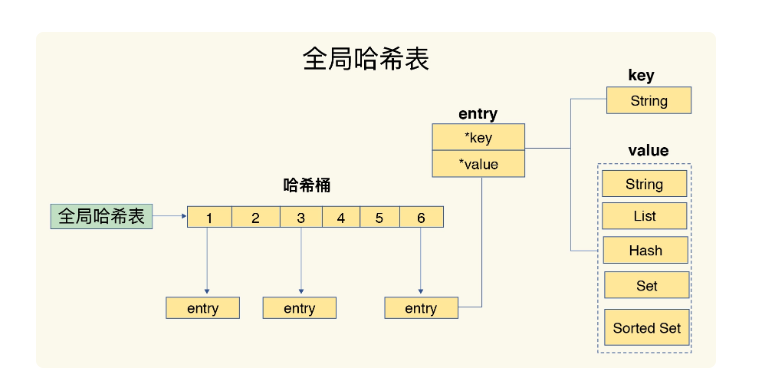 全局哈希表
key
String
entry
*key
*value
value
哈希桶
String
全局哈希表
1 2 3 4 5 6
List
Hash
Set
entry entry entry
Sorted Set